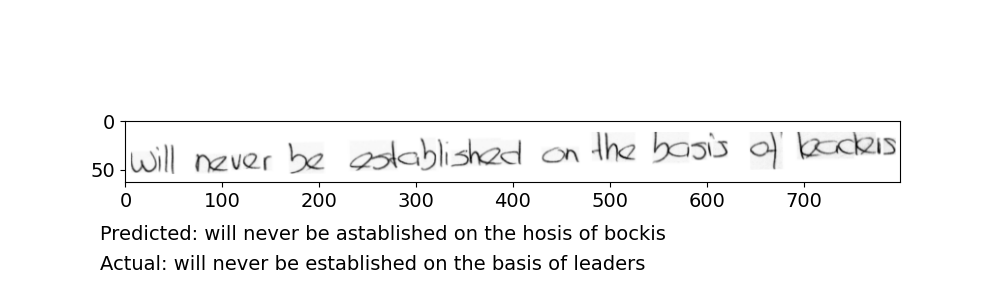 0
will never be established on the basis of leaders
50
0 100 200 300 400 500 600 700
Predicted: will never be astablished on the hosis of bockis
Actual: will never be established on the basis of leaders